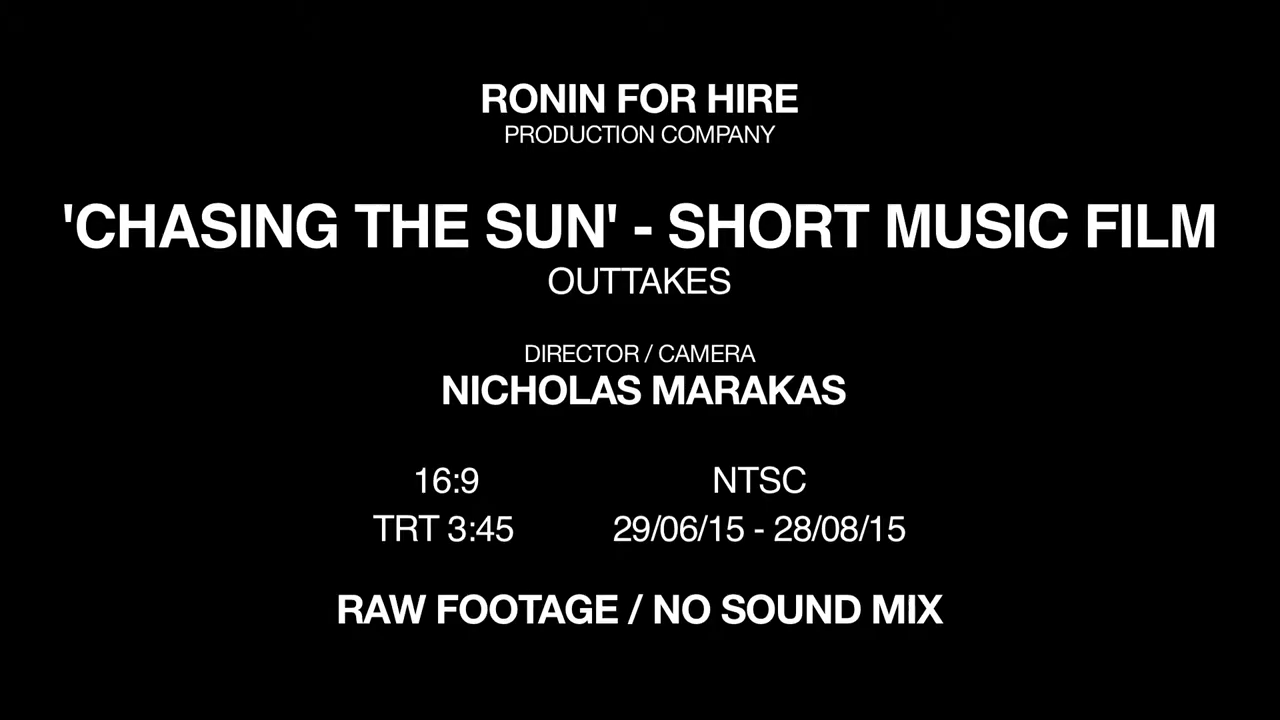 RONIN FOR HIRE
PRODUCTION COMPANY
'CHASING THE SUN' - SHORT MUSIC FILM
OUTTAKES
DIRECTOR / CAMERA
NICHOLAS MARAKAS
16:9 NTSC
TRT 3:45 29/06/15 - 28/08/15
RAW FOOTAGE / NO SOUND MIX